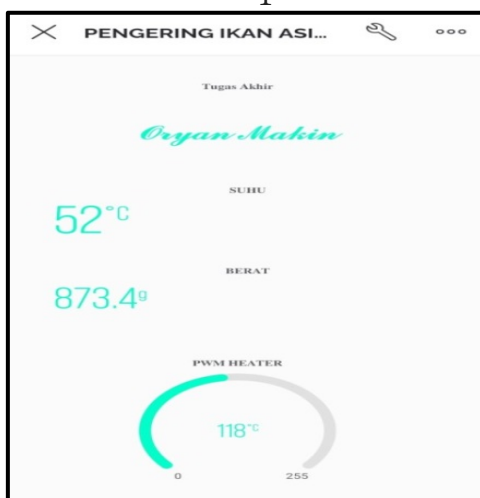 PENGERING IKAN ASI...
Tugas Akhir
Oryan Makin
SUHU
52°C
BERAT
873.4g
PWM HEATER
118°C
0 255